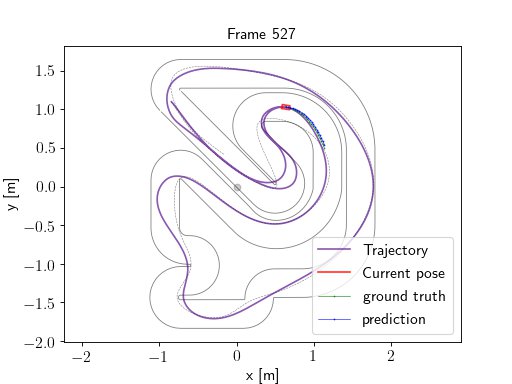 Frame 527
y [m]
1.5
1.0
0.5
0.0
−0.5
−1.0
−1.5
−2.0
−2
−1
0
1
2
x [m]
Trajectory
Current pose
ground truth
prediction